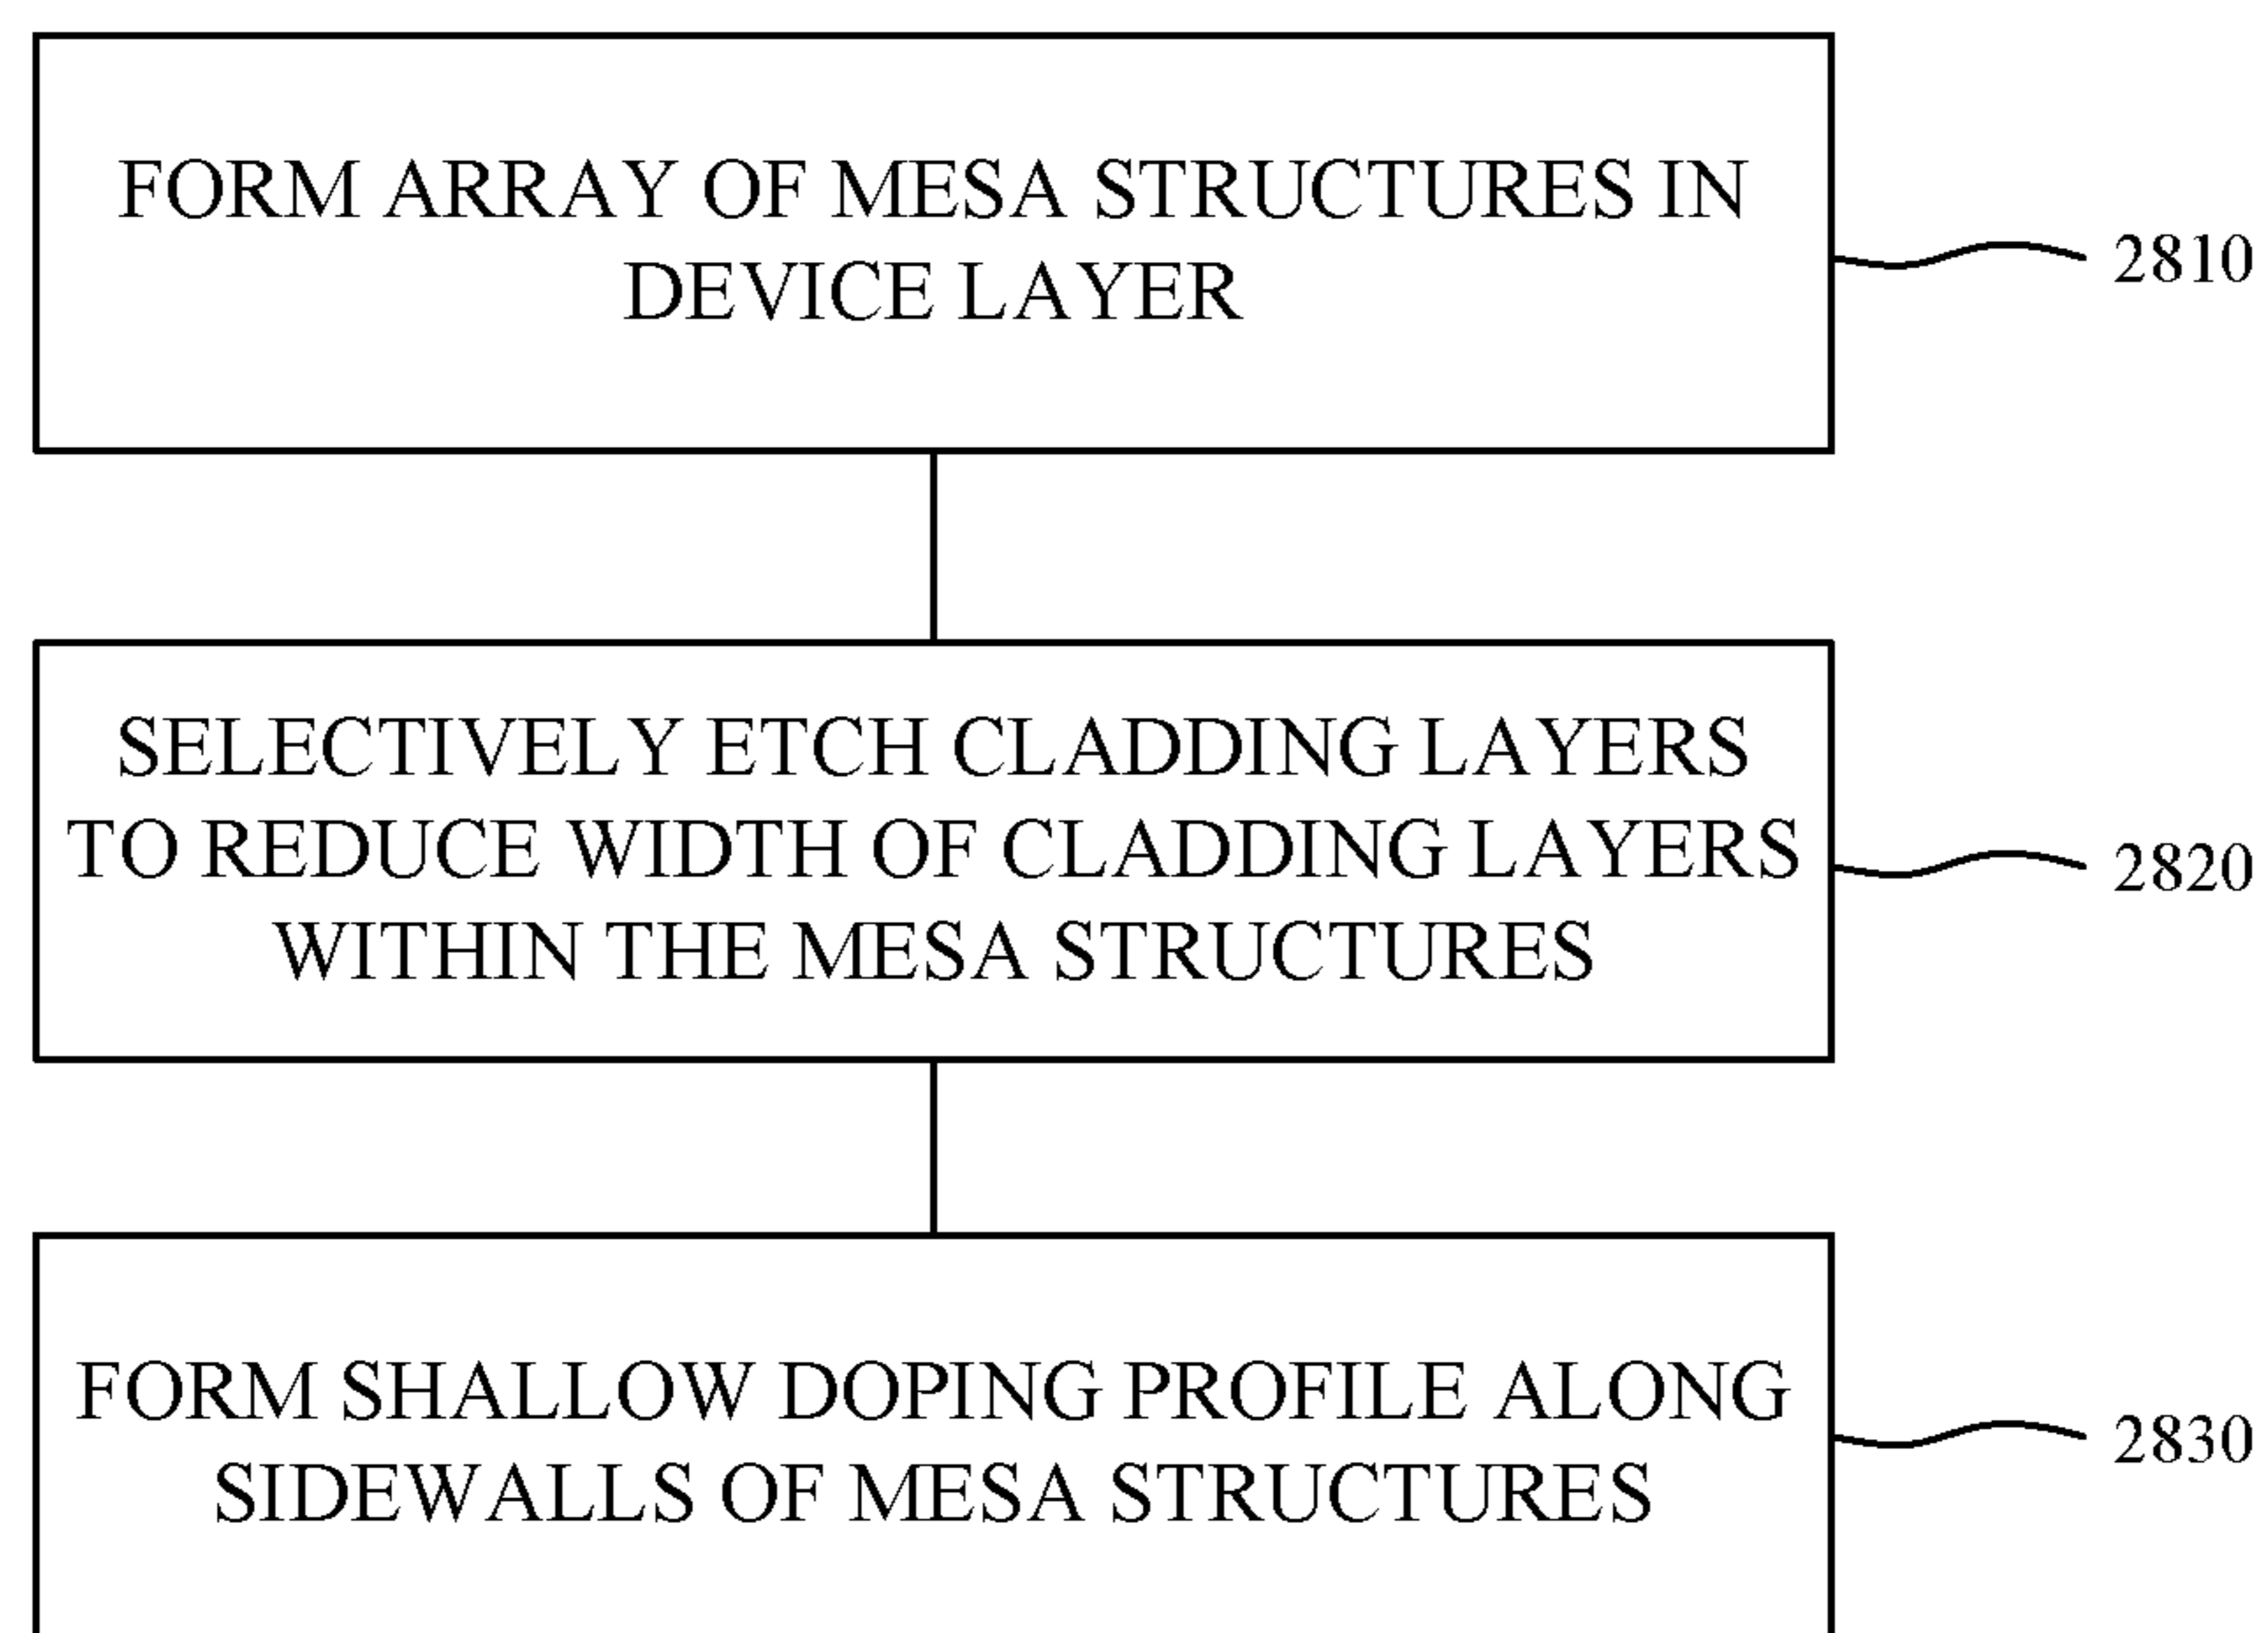 FORM ARRAY OF MESA STRUCTURES IN
DEVICE LAYER
2810
SELECTIVELY ETCH CLADDING LAYERS
TO REDUCE WIDTH OF CLADDING LAYERS
WITHIN THE MESA STRUCTURES
2820
FORM SHALLOW DOPING PROFILE ALONG
SIDEWALLS OF MESA STRUCTURES
2830